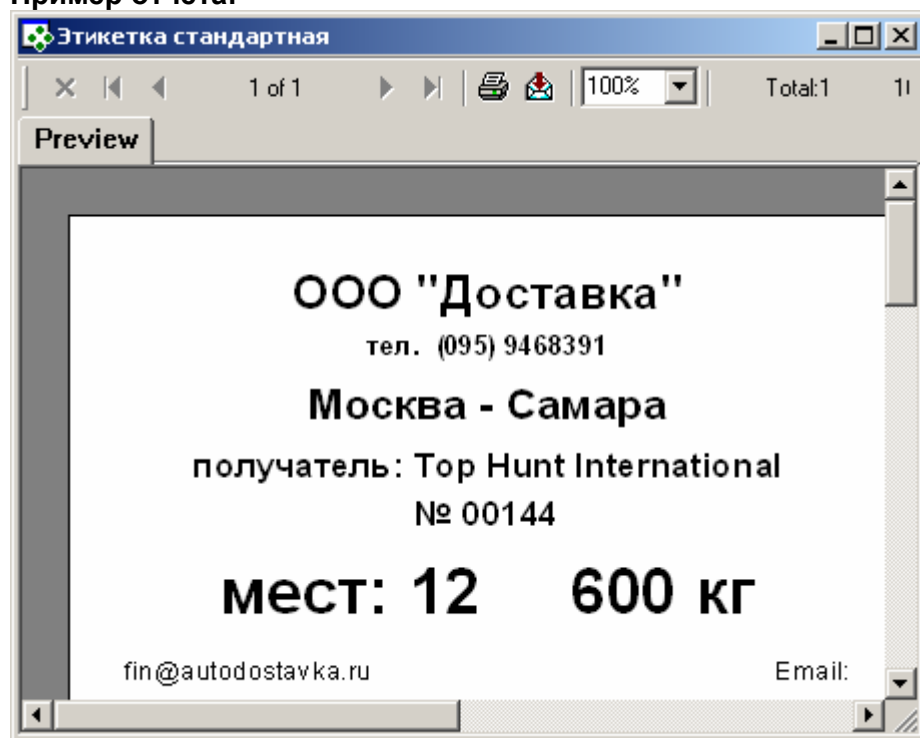 Пример отчета:
Этикетка стандартная
1 of 1 100% Total:1
Preview
ООО "Доставка"
тел. (095) 9468391
Москва - Самара
получатель: Top Hunt International
№ 00144
мест: 12 600 кг
fin@autodostavka.ru Email: